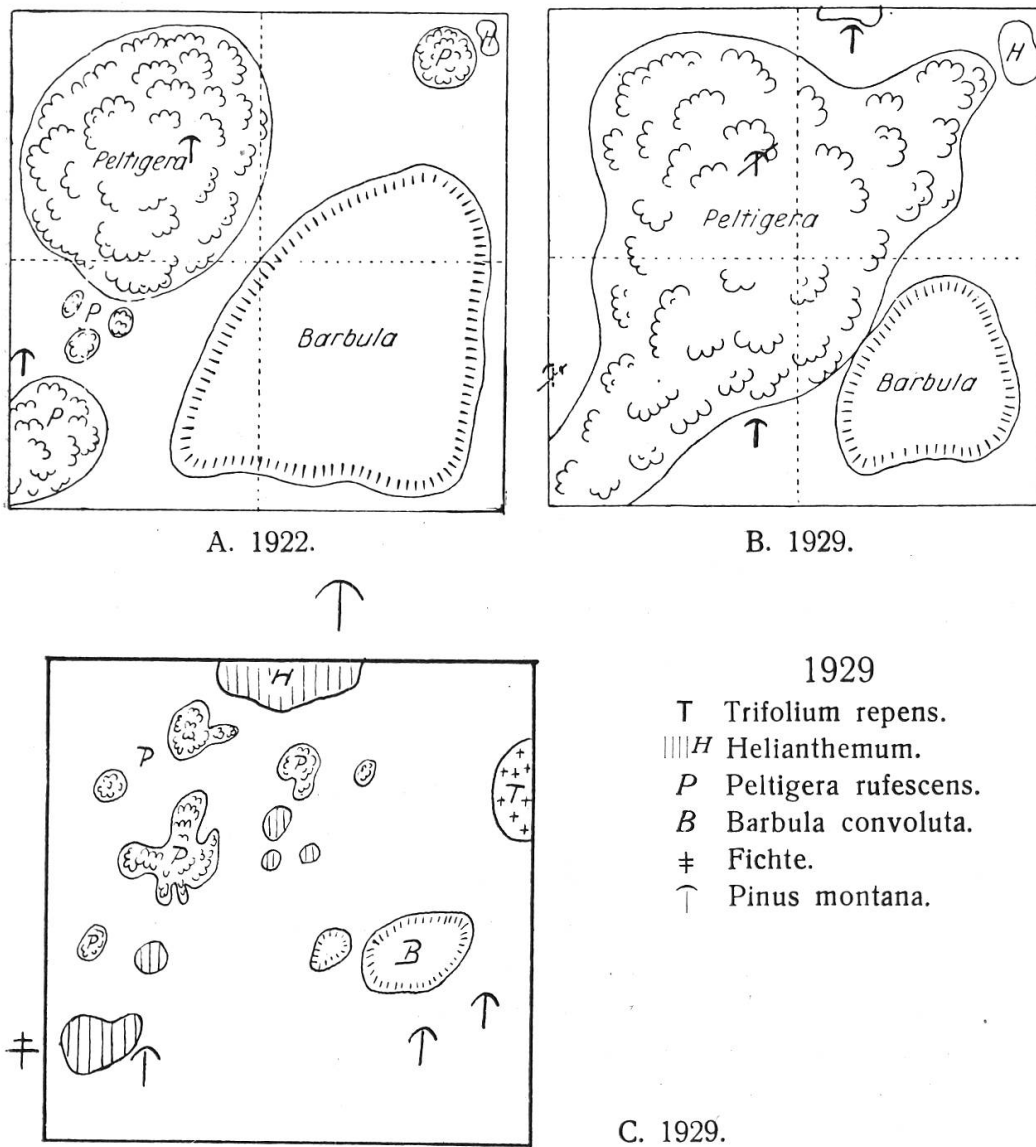 P
H
Peltigera
P
Barbula
P
A. 1922.
H
Peltigera
Barbula
B. 1929.
H
P
P
T
P
P
B
1929
T Trifolium repens.
H Helianthemum.
P Peltigera rufescens.
B Barbula convoluta.
Fichte.
Pinus montana.
C. 1929.